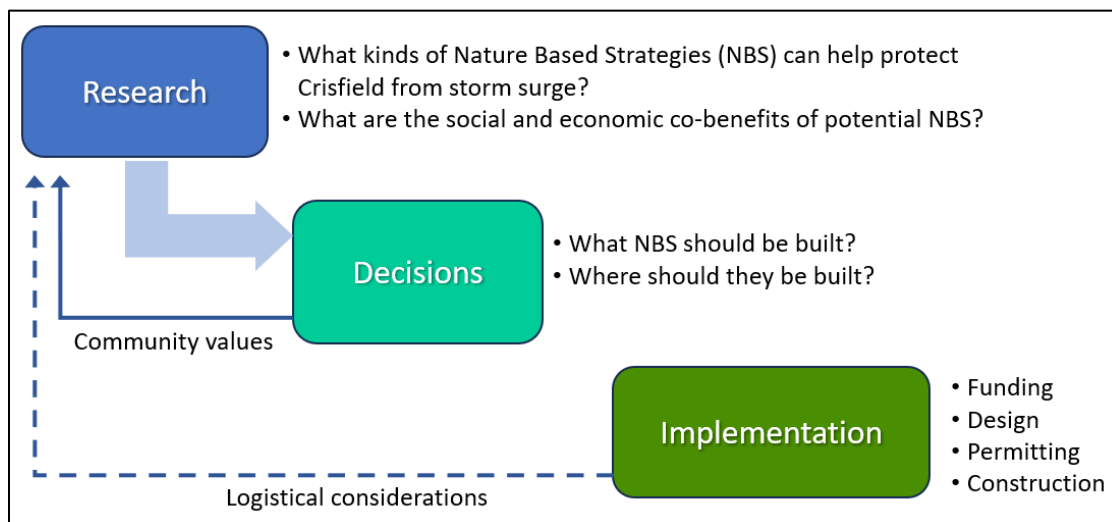 Research
• What kinds of Nature Based Strategies (NBS) can help protect
Crisfield from storm surge?
• What are the social and economic co-benefits of potential NBS?
Decisions
• What NBS should be built?
• Where should they be built?
Community values
Implementation
• Funding
• Design
• Permitting
• Construction
Logistical considerations